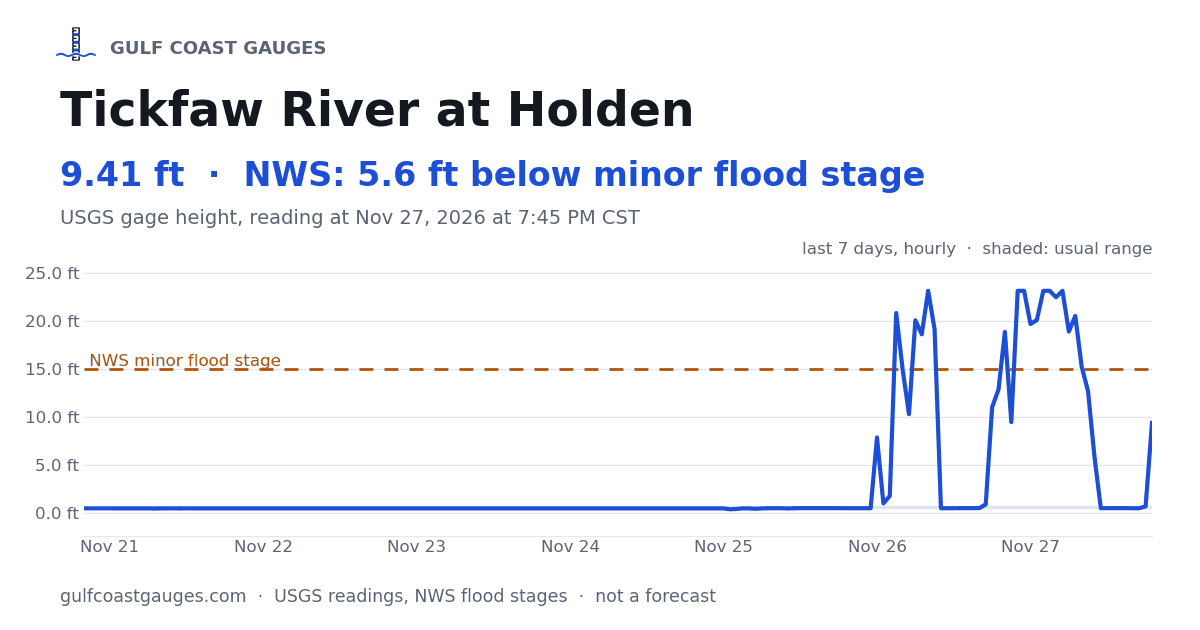 GULF COAST GAUGES
Tickfaw River at Holden
9.41 ft · NWS: 5.6 ft below minor flood stage
USGS gage height, reading at Nov 27, 2026 at 7:45 PM CST
last 7 days, hourly · shaded: usual range
25.0 ft
20.0 ft
NWS minor flood stage
15.0 ft
10.0 ft
5.0 ft
0.0 ft
Nov 21 Nov 22 Nov 23 Nov 24 Nov 25 Nov 26 Nov 27
gulfcoastgauges.com · USGS readings, NWS flood stages · not a forecast